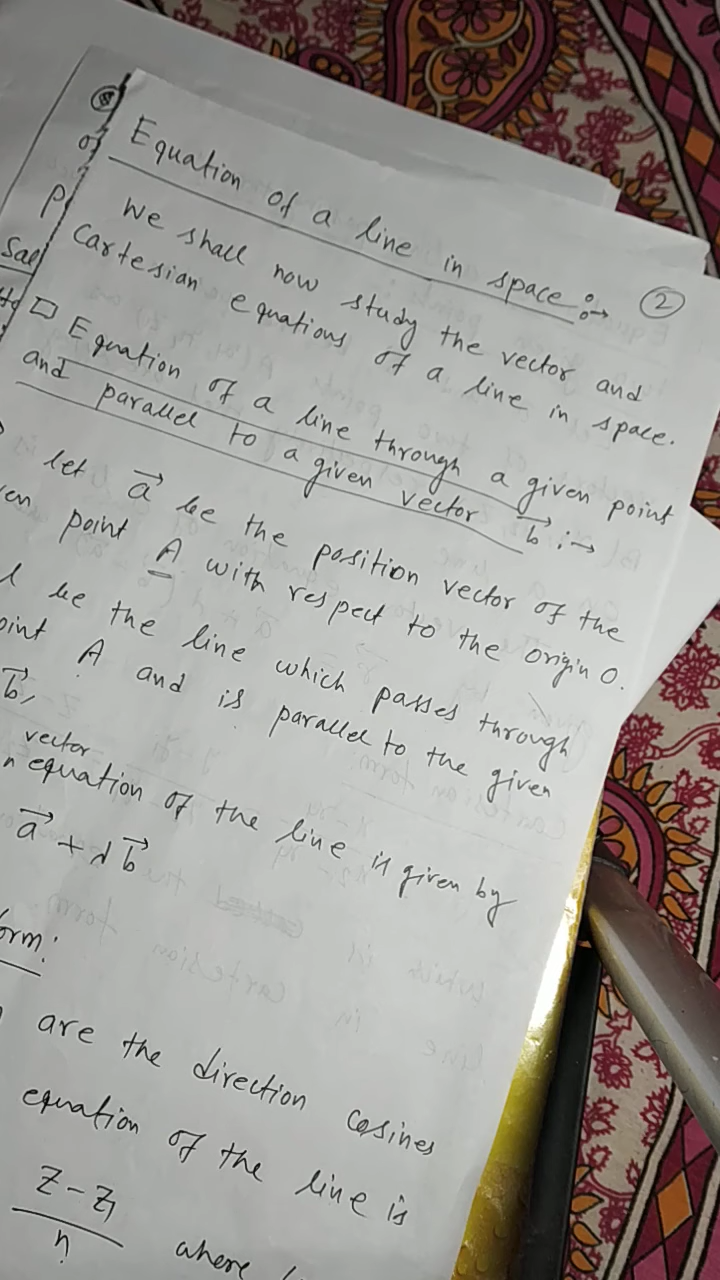 Equation of a line in space :→
②
We shall now study the vector and
Cartesian equations of a line in space.
□ Equation of a line through a given point
and parallel to a given vector b⃗ :→
let a⃗ be the position vector of the
en point A with respect to the origin O.
l be the line which passes through
oint A and is parallel to the given
b⃗,
vector
n equation of the line is given by
a⃗ + λb⃗
orm:
are the direction cosines
equation of the line is
z-z₁
n
where